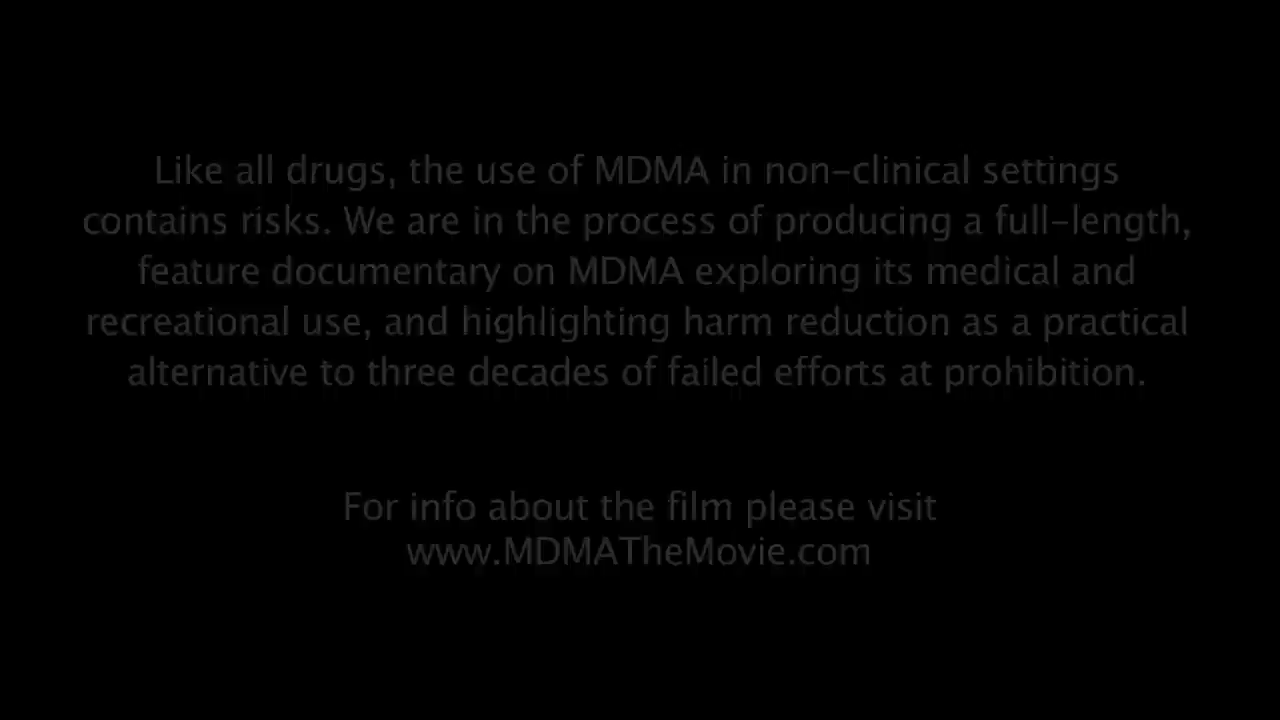 Like all drugs, the use of MDMA in non-clinical settings
contains risks. We are in the process of producing a full-length,
feature documentary on MDMA exploring its medical and
recreational use, and highlighting harm reduction as a practical
alternative to three decades of failed efforts at prohibition.
For info about the film please visit
www.MDMATheMovie.com